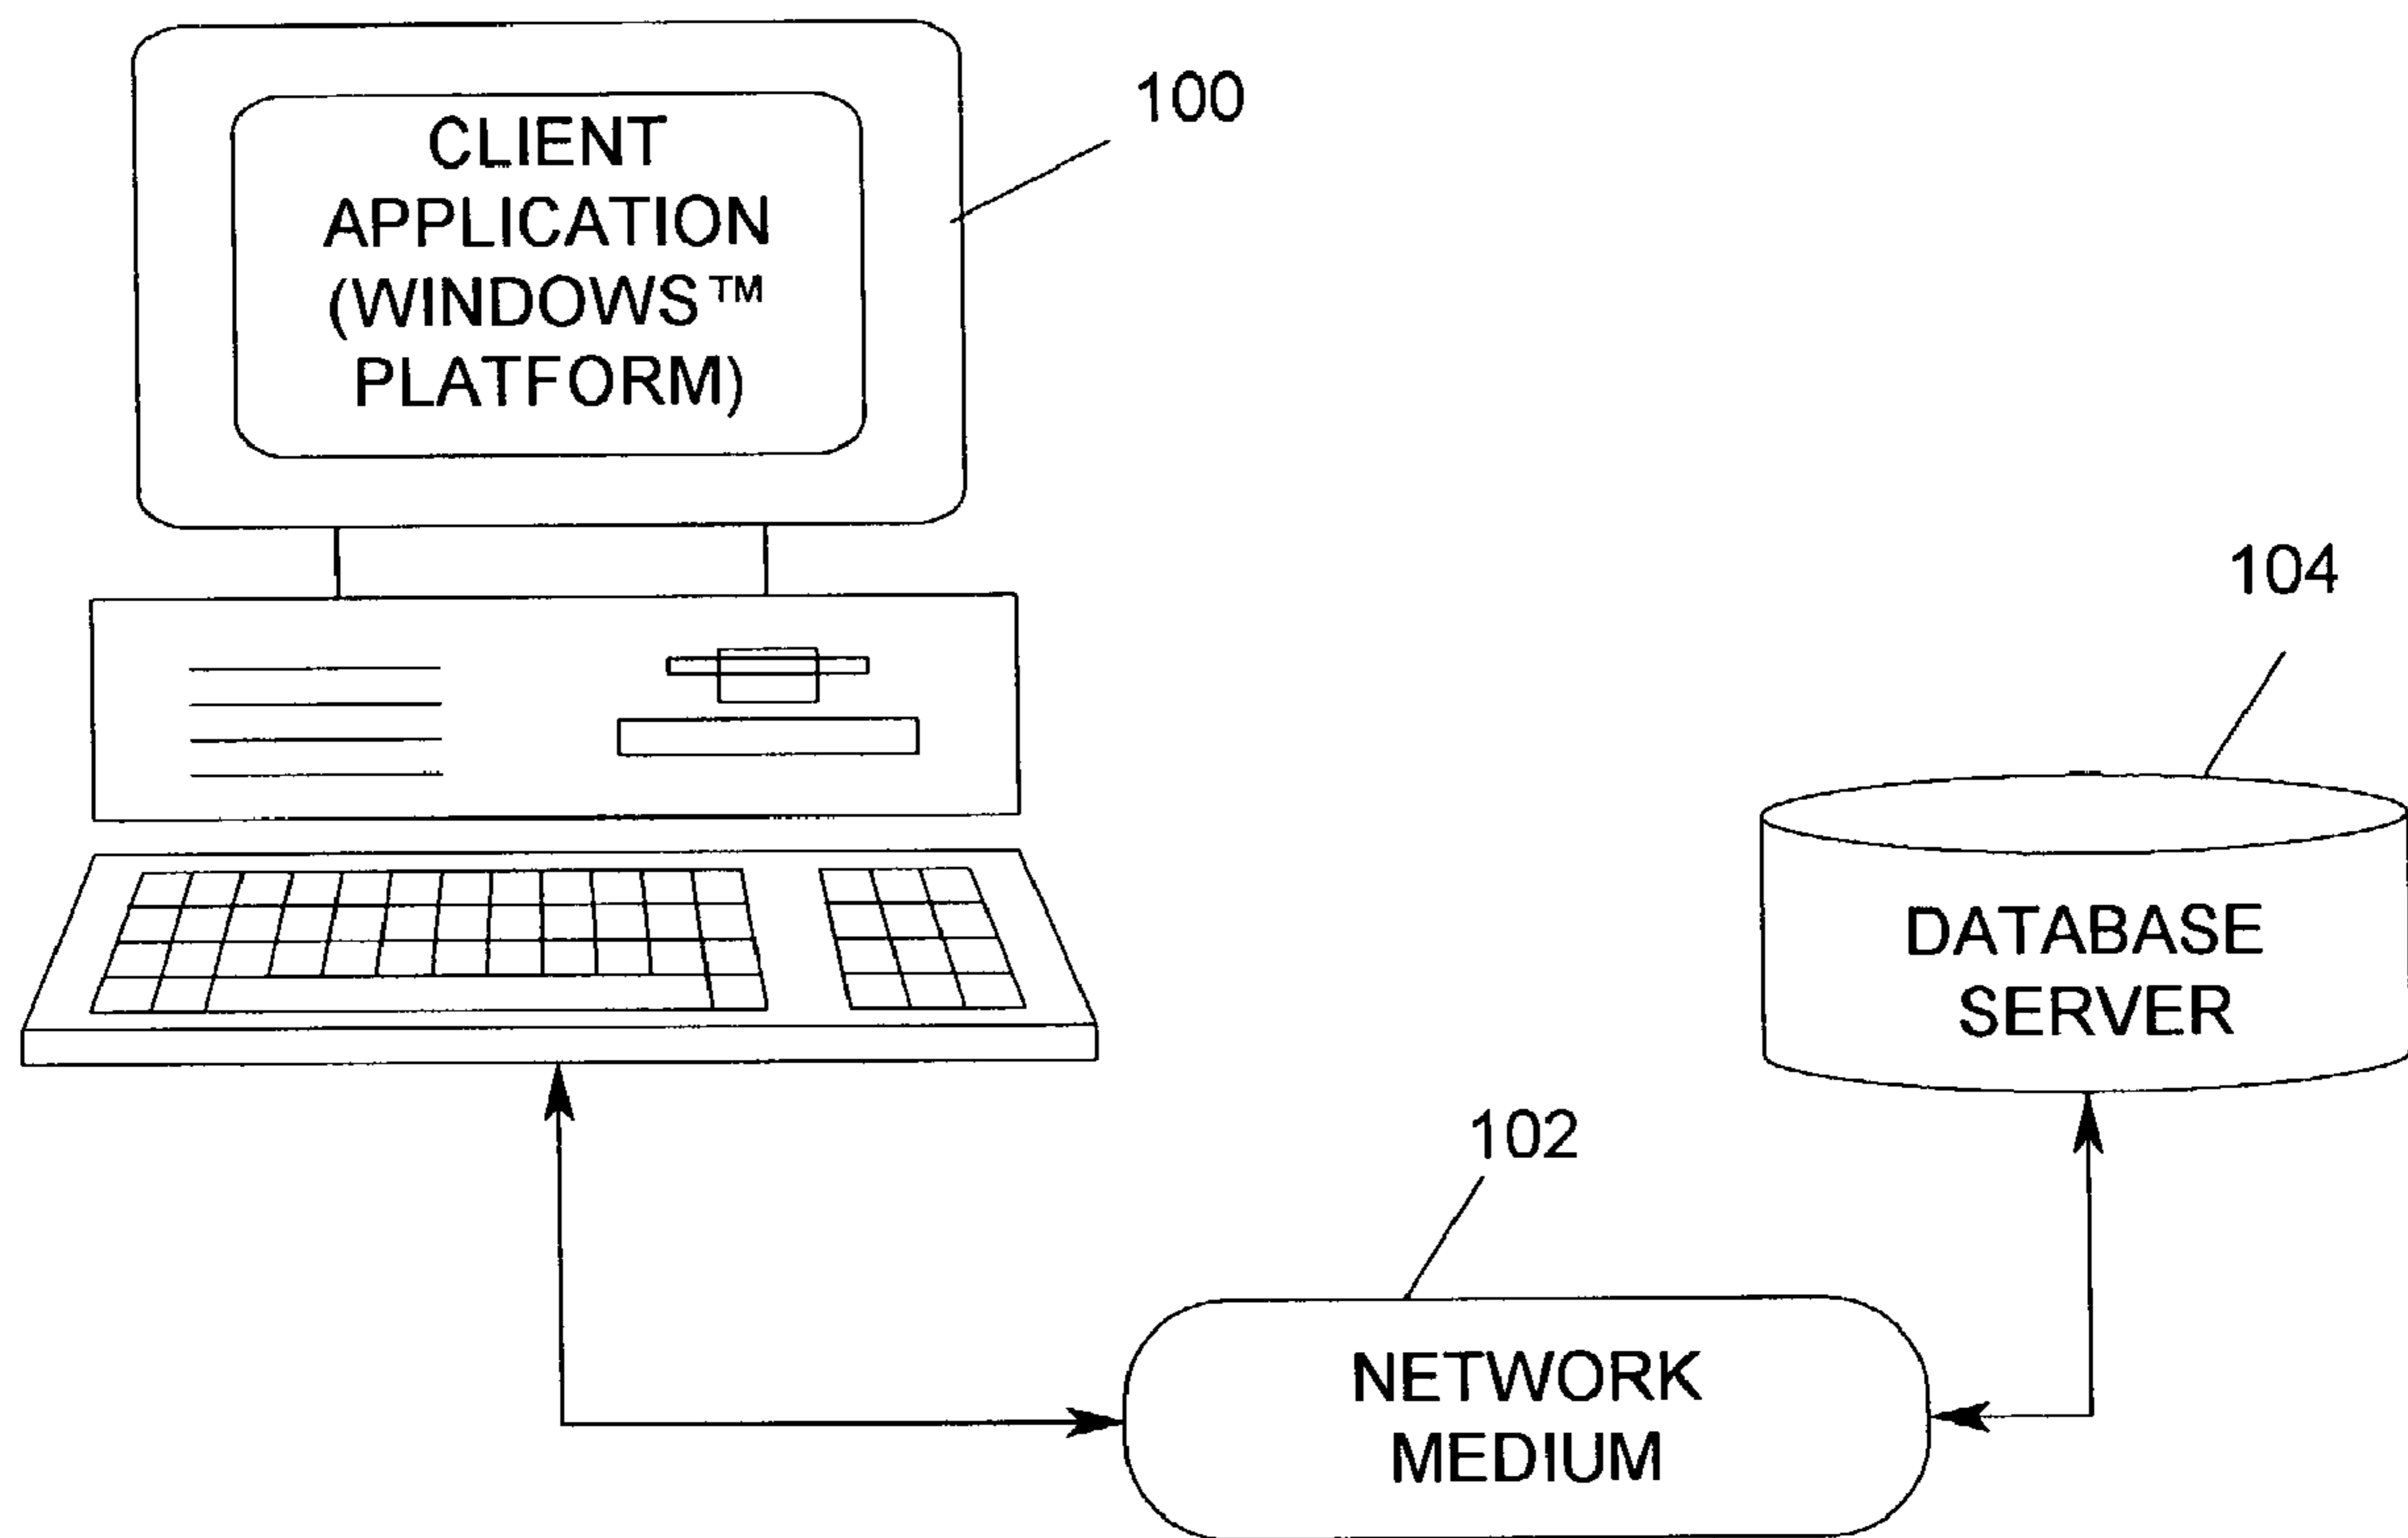 100
CLIENT
APPLICATION
(WINDOWS™
PLATFORM)
104
DATABASE
SERVER
102
NETWORK
MEDIUM